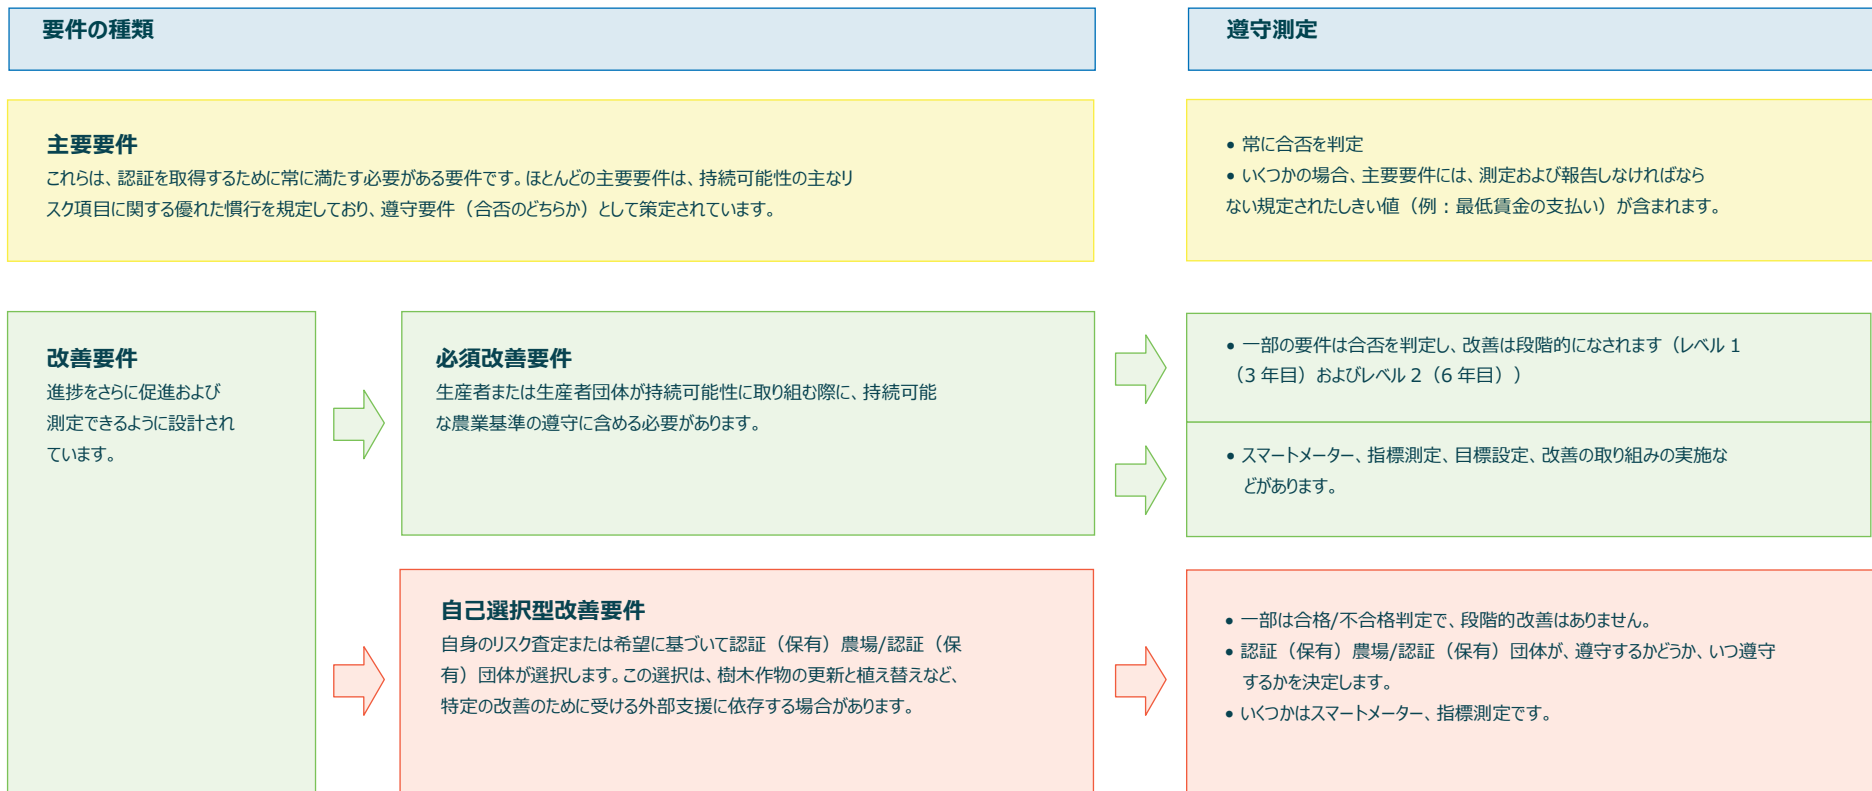 要件の種類
遵守測定
主要要件
これらは、認証を取得するために常に満たす必要がある要件です。ほとんどの主要要件は、持続可能性の主なリ
スク項目に関する優れた慣行を規定しており、遵守要件（合否のどちらか）として策定されています。
• 常に合否を判定
• いくつかの場合、主要要件には、測定および報告しなければなら
ない規定されたしきい値（例：最低賃金の支払い）が含まれます。
改善要件
進捗をさらに促進および
測定できるように設計され
ています。
必須改善要件
生産者または生産者団体が持続可能性に取り組む際に、持続可能
な農業基準の遵守に含める必要があります。
• 一部の要件は合否を判定し、改善は段階的になされます（レベル 1
（3 年目）およびレベル 2（6 年目））
• スマートメーター、指標測定、目標設定、改善の取り組みの実施な
どがあります。
自己選択型改善要件
自身のリスク査定または希望に基づいて認証（保有）農場/認証（保
有）団体が選択します。この選択は、樹木作物の更新と植え替えなど、
特定の改善のために受ける外部支援に依存する場合があります。
• 一部は合格/不合格判定で、段階的改善はありません。
• 認証（保有）農場/認証（保有）団体が、遵守するかどうか、いつ遵守
するかを決定します。
• いくつかはスマートメーター、指標測定です。